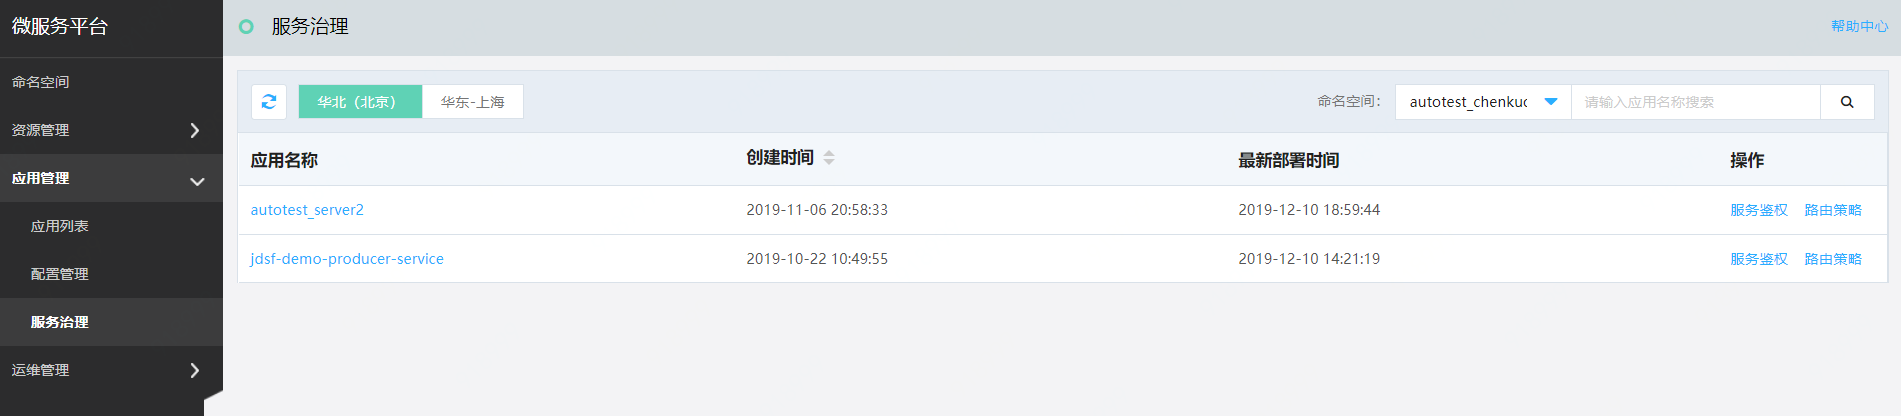 微服务平台
命名空间
资源管理
应用管理
应用列表
配置管理
服务治理
运维管理
服务治理
帮助中心
华北（北京） 华东-上海 命名空间： autotest_chenkuc 请输入应用名称搜索
应用名称 创建时间 最新部署时间 操作
autotest_server2 2019-11-06 20:58:33 2019-12-10 18:59:44 服务鉴权 路由策略
jdsf-demo-producer-service 2019-10-22 10:49:55 2019-12-10 14:21:19 服务鉴权 路由策略